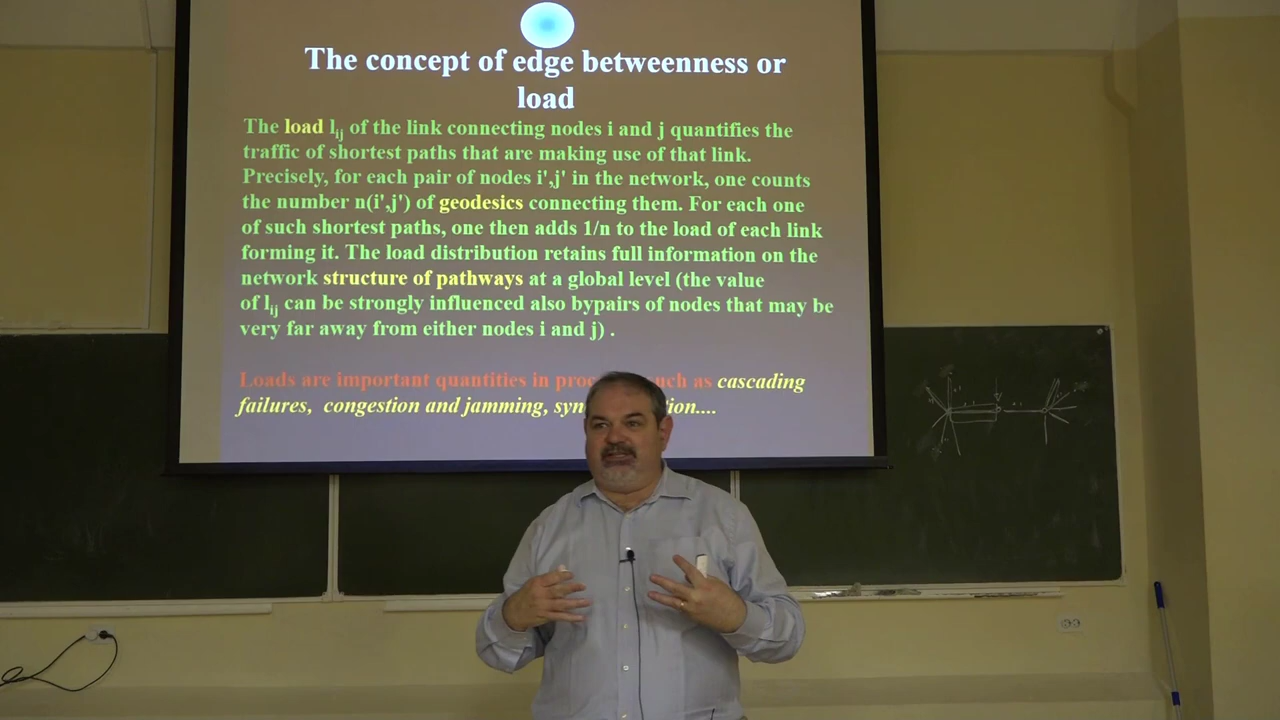 The concept of edge betweenness or
load
The load lij of the link connecting nodes i and j quantifies the
traffic of shortest paths that are making use of that link.
Precisely, for each pair of nodes i',j' in the network, one counts
the number n(i',j') of geodesics connecting them. For each one
of such shortest paths, one then adds 1/n to the load of each link
forming it. The load distribution retains full information on the
network structure of pathways at a global level (the value
of lij can be strongly influenced also bypairs of nodes that may be
very far away from either nodes i and j) .
Loads are important quantities in such as cascading
failures, congestion and jamming,